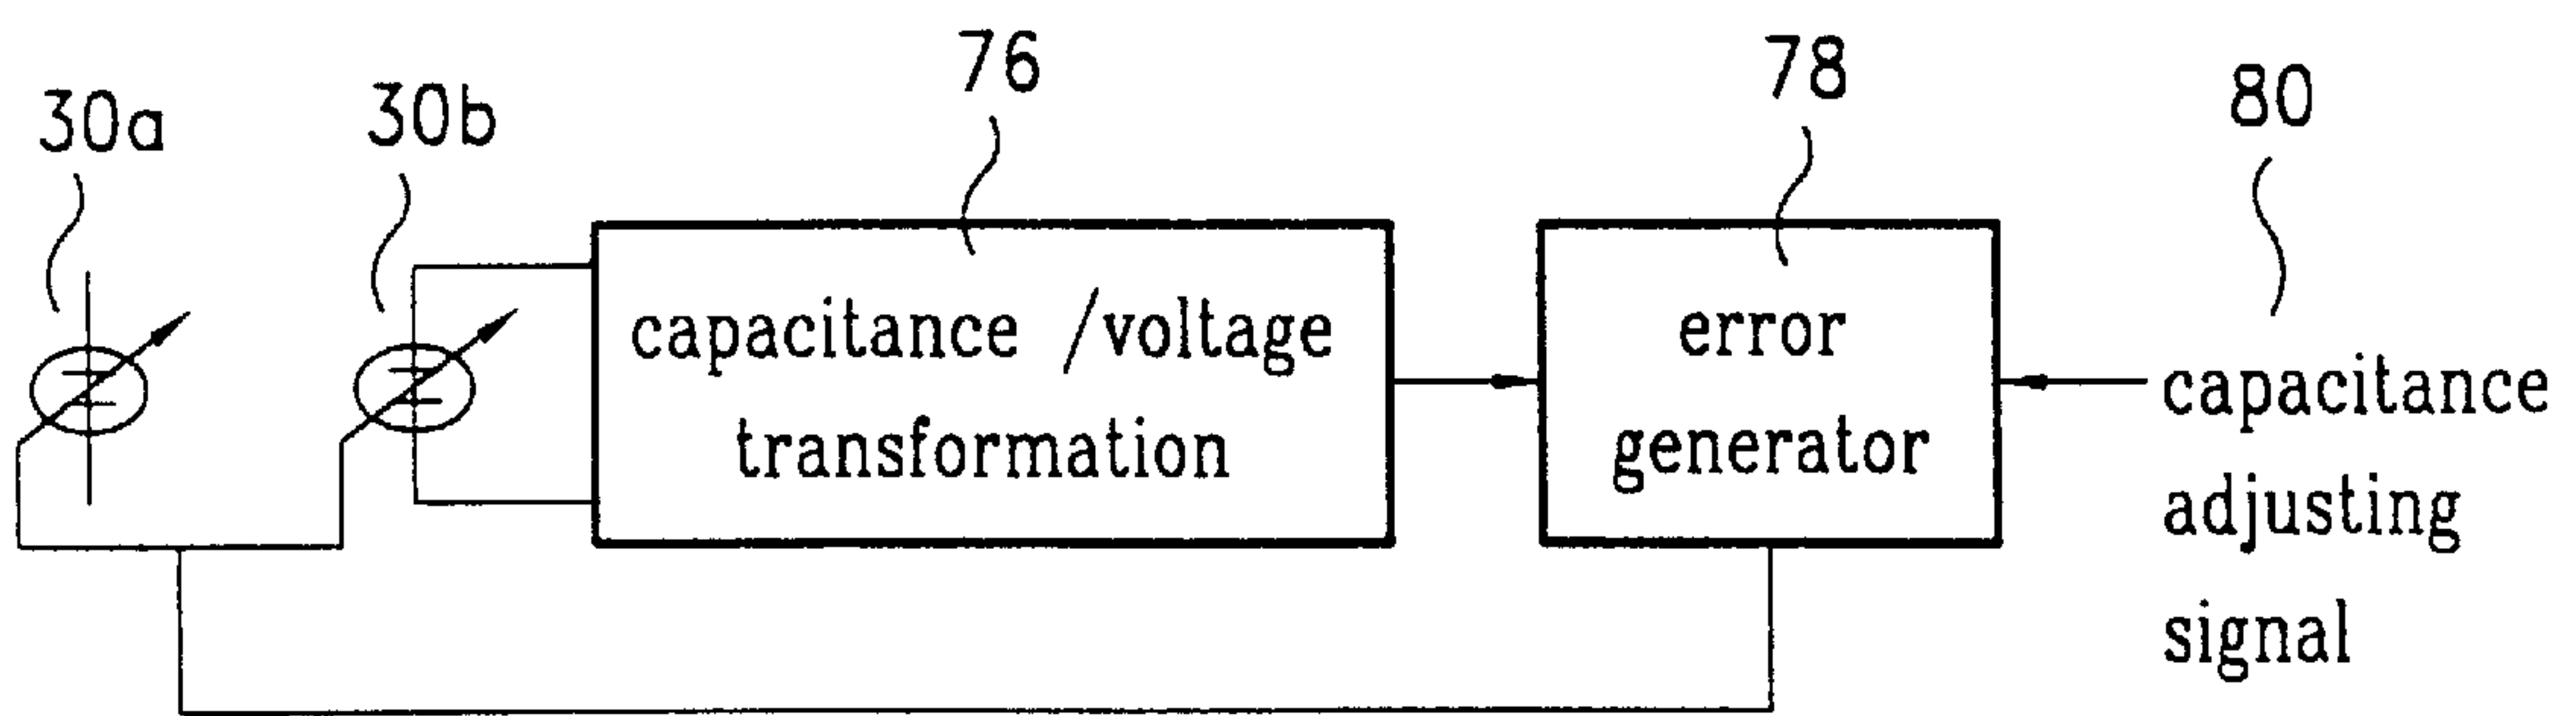 30a
30b
76
78
80
capacitance /voltage
transformation
error
generator
capacitance
adjusting
signal